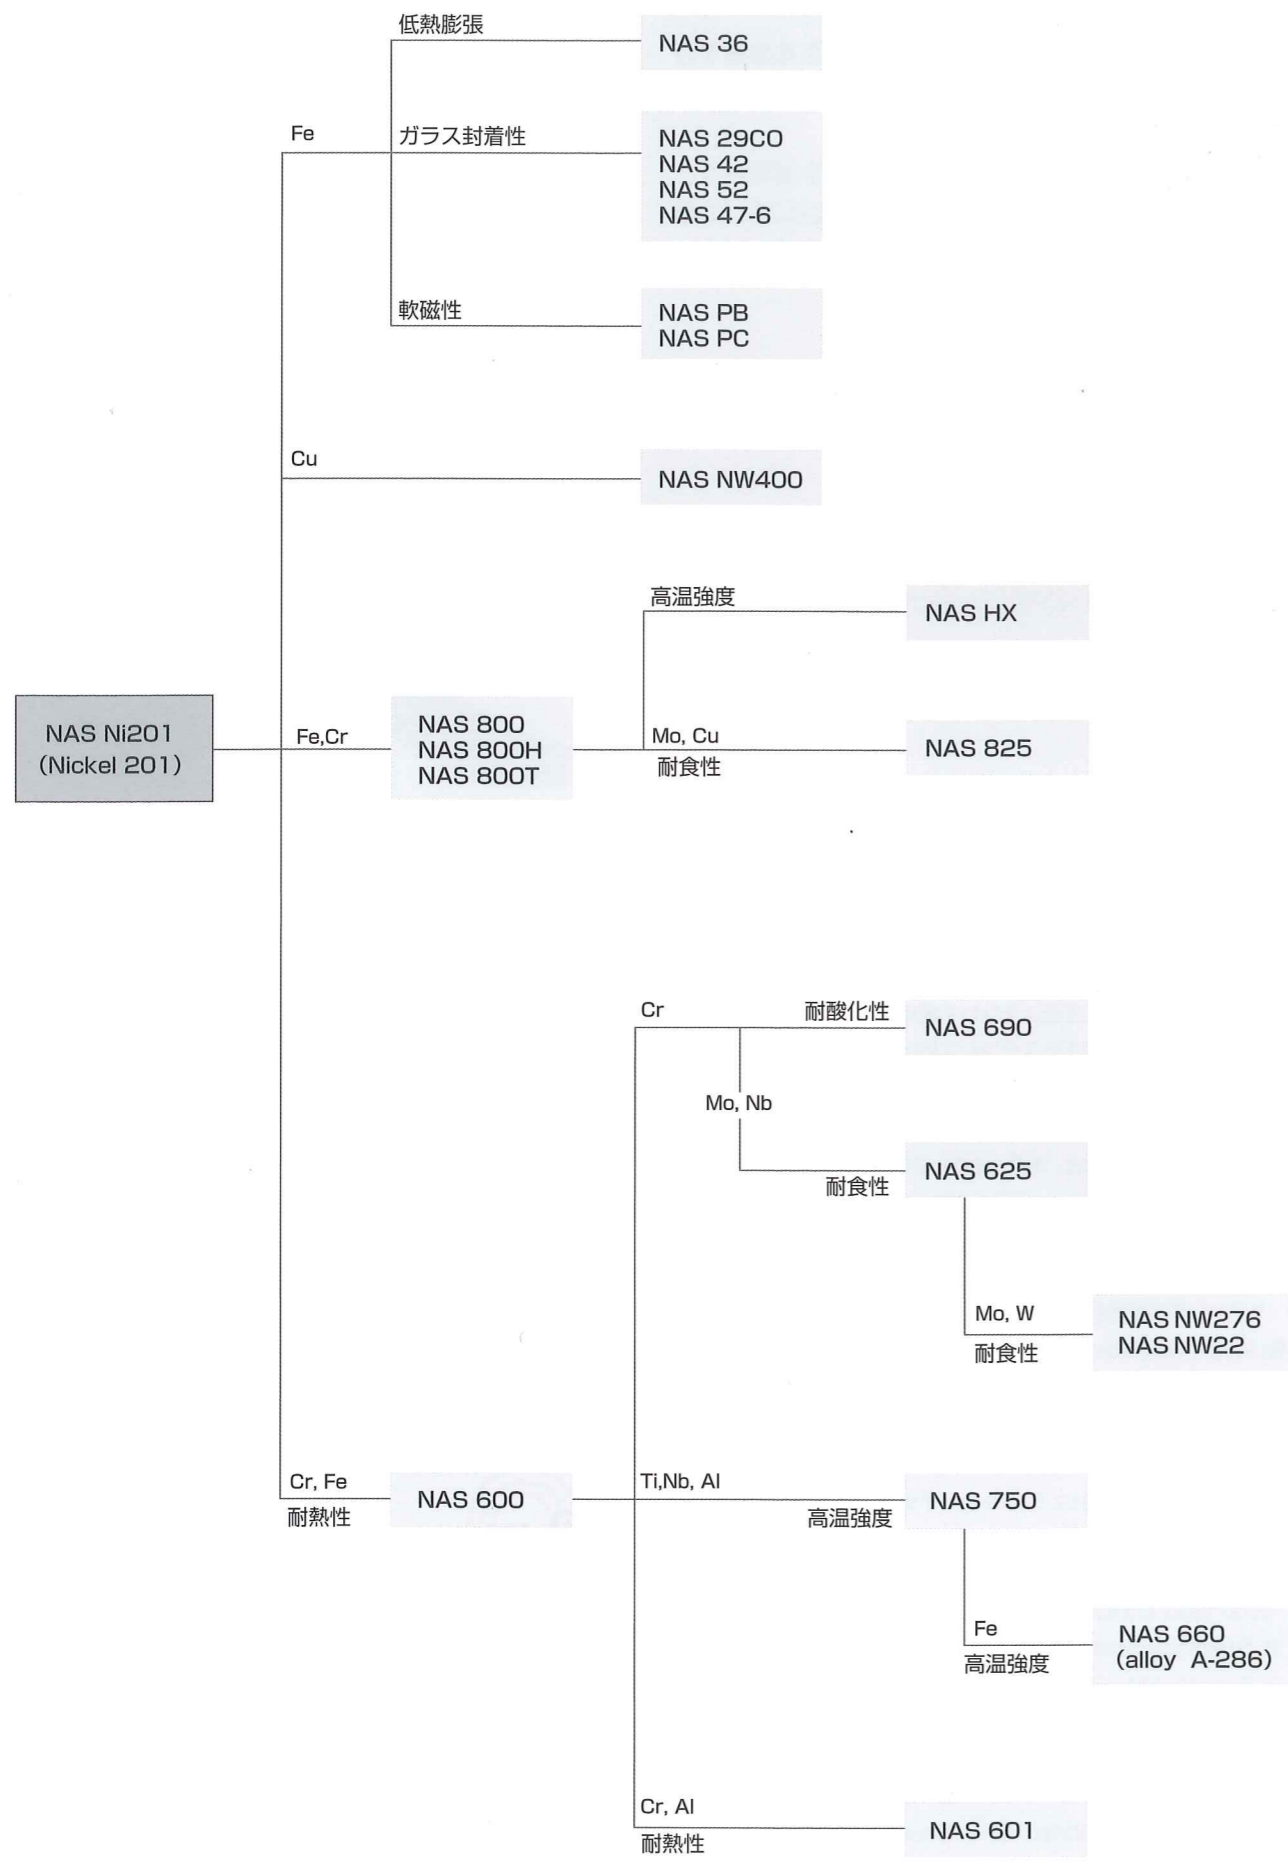 低熱膨張
NAS 36
Fe
ガラス封着性
NAS 29CO
NAS 42
NAS 52
NAS 47-6
軟磁性
NAS PB
NAS PC
Cu
NAS NW400
高温強度
NAS HX
NAS Ni201
(Nickel 201)
Fe,Cr
NAS 800
NAS 800H
NAS 800T
Mo, Cu
耐食性
NAS 825
Cr
耐酸化性
NAS 690
Mo, Nb
耐食性
NAS 625
Mo, W
耐食性
NAS NW276
NAS NW22
Cr, Fe
耐熱性
NAS 600
Ti,Nb, Al
高温強度
NAS 750
Fe
高温強度
NAS 660
(alloy A-286)
Cr, Al
耐熱性
NAS 601